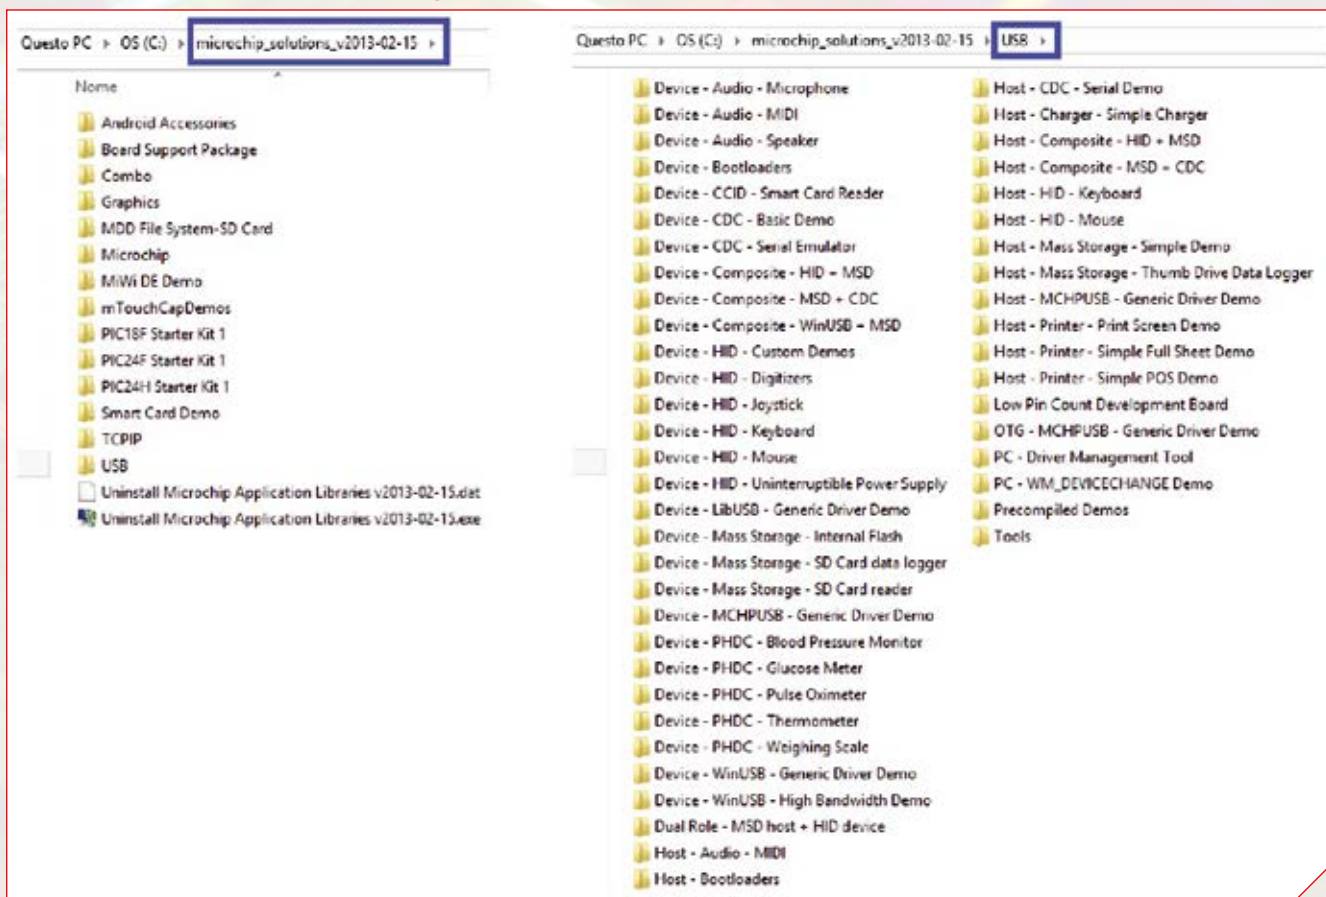 Questo PC › OS (C:) › microchip_solutions_v2013-02-15 ›
Nome
Android Accessories
Board Support Package
Combo
Graphics
MDD File System-SD Card
Microchip
MiWi DE Demo
mTouchCapDemos
PIC18F Starter Kit 1
PIC24F Starter Kit 1
PIC24H Starter Kit 1
Smart Card Demo
TCPIP
USB
Uninstall Microchip Application Libraries v2013-02-15.dat
Uninstall Microchip Application Libraries v2013-02-15.exe
Questo PC › OS (C:) › microchip_solutions_v2013-02-15 › USB ›
Device - Audio - Microphone
Device - Audio - MIDI
Device - Audio - Speaker
Device - Bootloaders
Device - CCID - Smart Card Reader
Device - CDC - Basic Demo
Device - CDC - Serial Emulator
Device - Composite - HID + MSD
Device - Composite - MSD + CDC
Device - Composite - WinUSB + MSD
Device - HID - Custom Demos
Device - HID - Digitizers
Device - HID - Joystick
Device - HID - Keyboard
Device - HID - Mouse
Device - HID - Uninterruptible Power Supply
Device - LibUSB - Generic Driver Demo
Device - Mass Storage - Internal Flash
Device - Mass Storage - SD Card data logger
Device - Mass Storage - SD Card reader
Device - MCHPUSB - Generic Driver Demo
Device - PHDC - Blood Pressure Monitor
Device - PHDC - Glucose Meter
Device - PHDC - Pulse Oximeter
Device - PHDC - Thermometer
Device - PHDC - Weighing Scale
Device - WinUSB - Generic Driver Demo
Device - WinUSB - High Bandwidth Demo
Dual Role - MSD host + HID device
Host - Audio - MIDI
Host - Bootloaders
Host - CDC - Serial Demo
Host - Charger - Simple Charger
Host - Composite - HID + MSD
Host - Composite - MSD + CDC
Host - HID - Keyboard
Host - HID - Mouse
Host - Mass Storage - Simple Demo
Host - Mass Storage - Thumb Drive Data Logger
Host - MCHPUSB - Generic Driver Demo
Host - Printer - Print Screen Demo
Host - Printer - Simple Full Sheet Demo
Host - Printer - Simple POS Demo
Low Pin Count Development Board
OTG - MCHPUSB - Generic Driver Demo
PC - Driver Management Tool
PC - WM_DEVICECHANGE Demo
Precompiled Demos
Tools